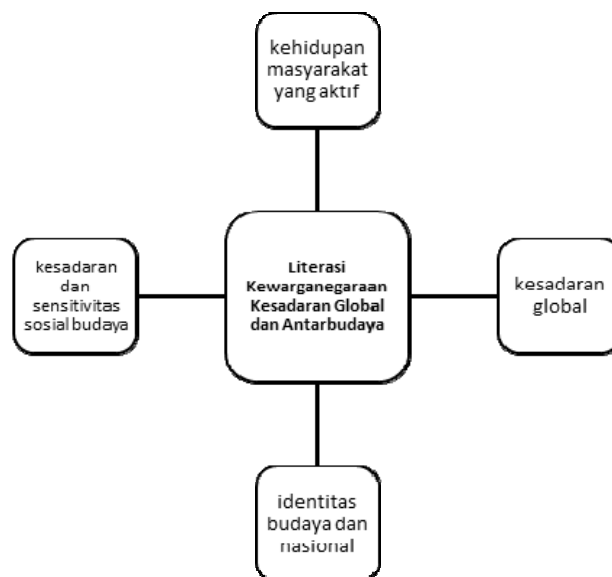 kehidupan
masyarakat
yang aktif
kesadaran
dan
sensitivitas
sosial budaya
Literasi
Kewarganegaraan
Kesadaran Global
dan Antarbudaya
kesadaran
global
identitas
budaya dan
nasional